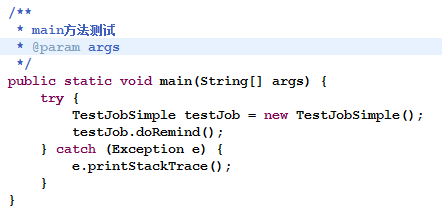 /**
 * main方法测试
 * @param args
 */
public static void main(String[] args) {
    try {
        TestJobSimple testJob = new TestJobSimple();
        testJob.doRemind();
    } catch (Exception e) {
        e.printStackTrace();
    }
}